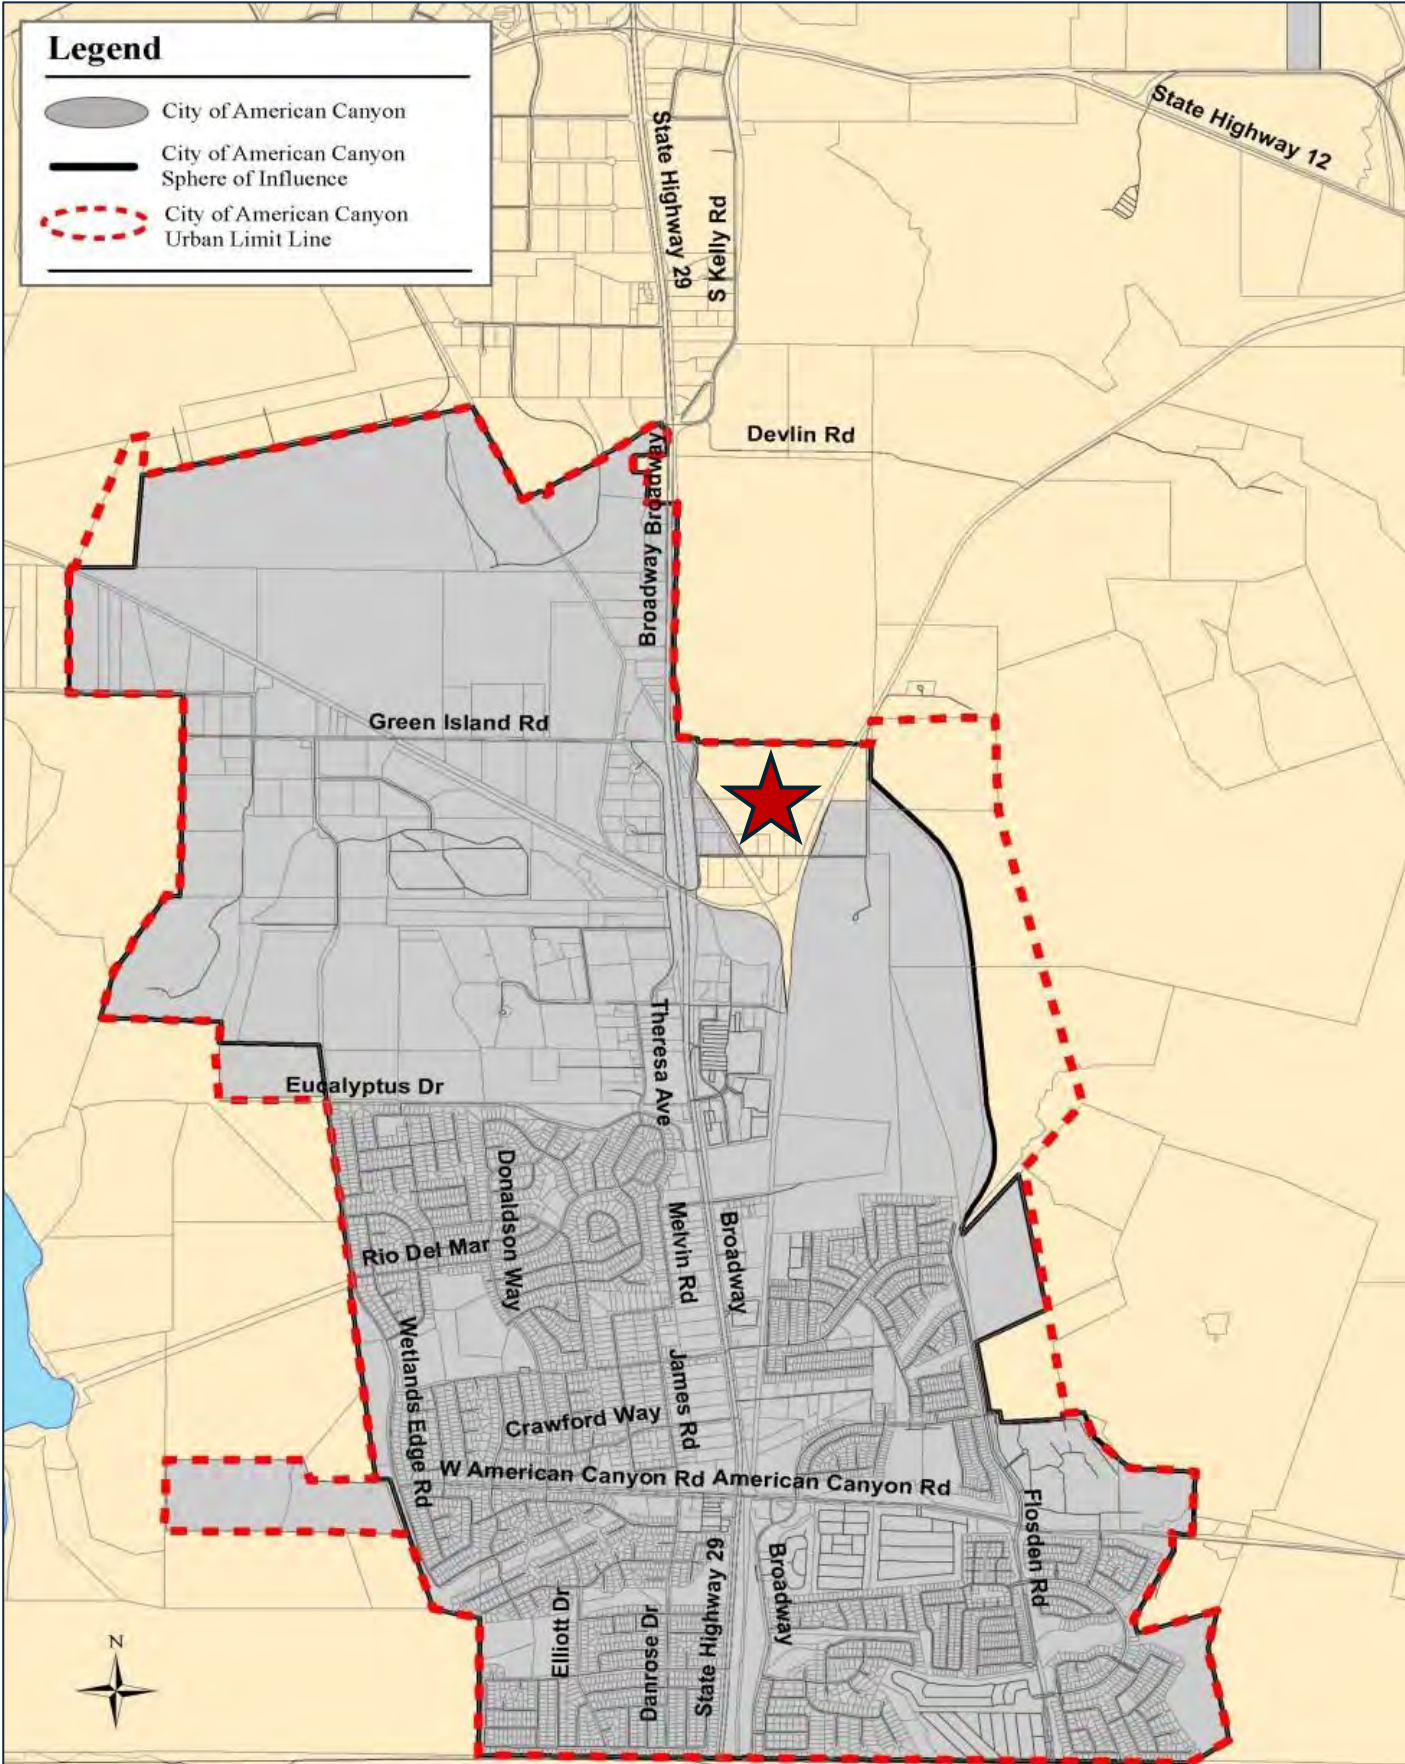 Legend
City of American Canyon
City of American Canyon
Sphere of Influence
City of American Canyon
Urban Limit Line
State Highway 12
State Highway 29
S Kelly Rd
Devlin Rd
Broadway
Broadway
Green Island Rd
Theresa Ave
Eucalyptus Dr
Donaldson Way
Rio Del Mar
Melvin Rd
Broadway
Wetlands Edge Rd
James Rd
Crawford Way
W American Canyon Rd
American Canyon Rd
Flosden Rd
Broadway
State Highway 29
Elliott Dr
Danrose Dr
N